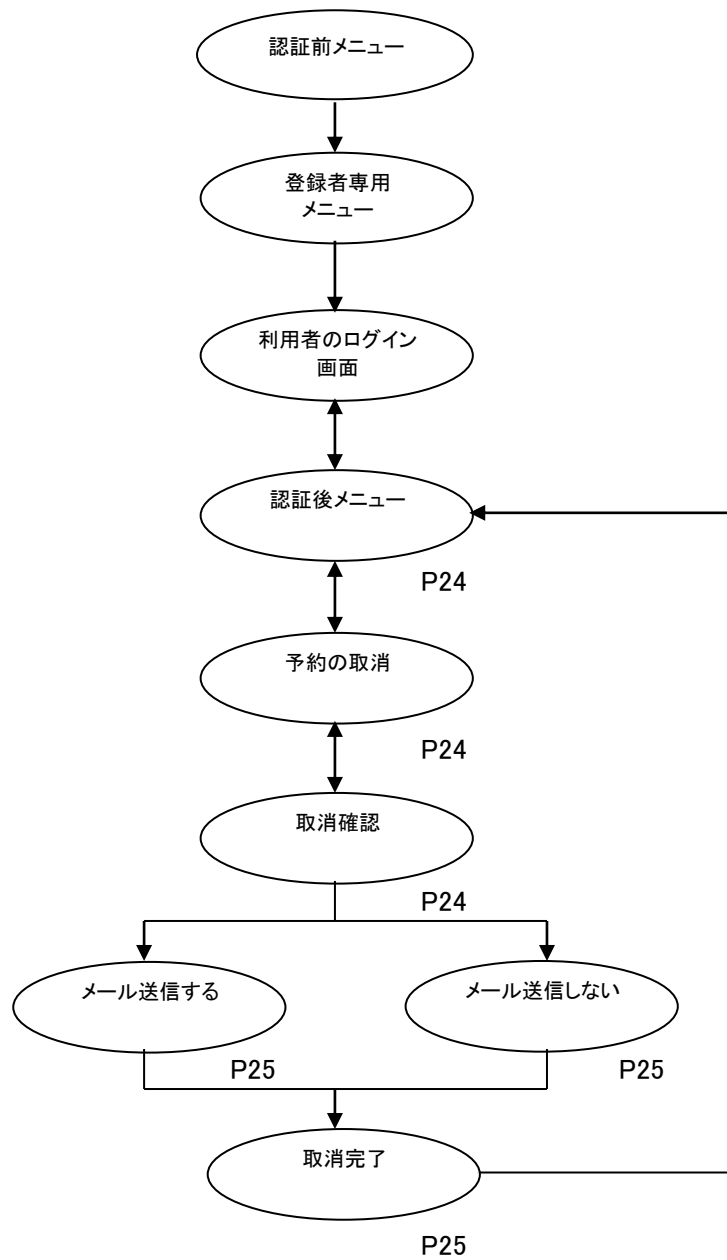 認証前メニュー
登録者専用
メニュー
利用者のログイン
画面
認証後メニュー
P24
予約の取消
P24
取消確認
P24
メール送信する
メール送信しない
P25
P25
取消完了
P25